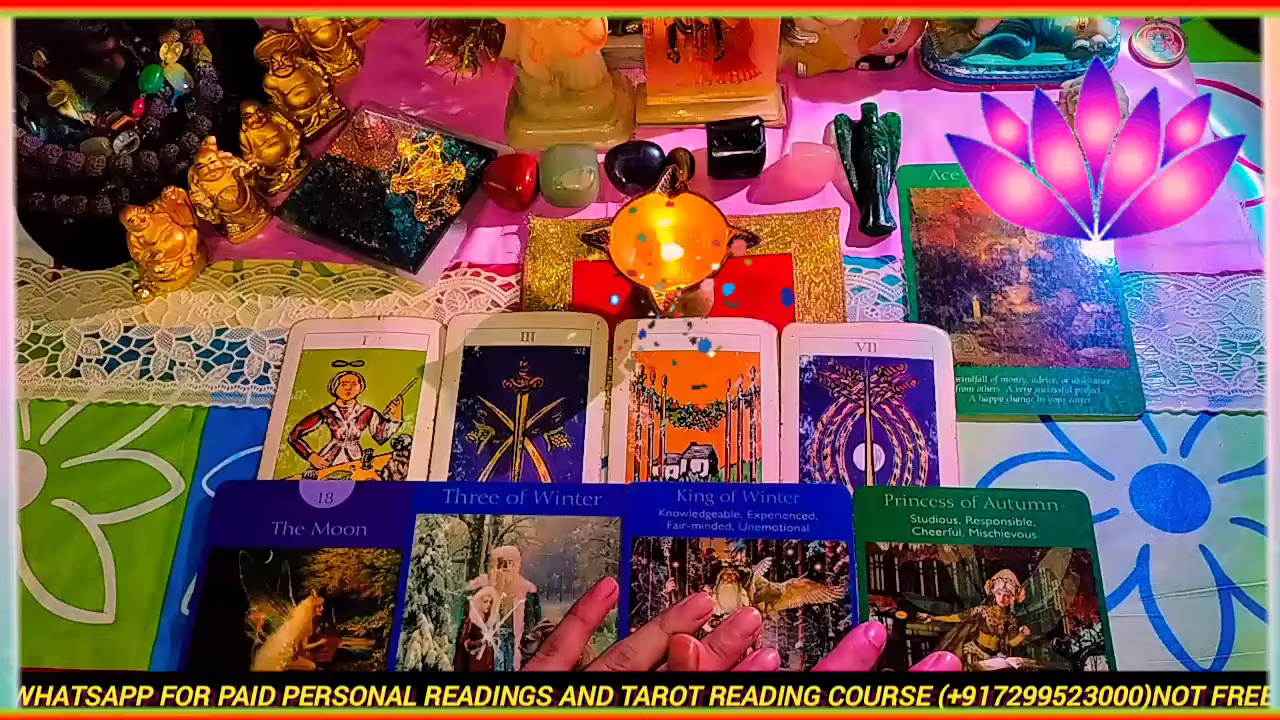 Ace
windfall of money, advice, or assistance
from others. A very successful project.
A happy change in your career.
I
III
VII
18
The Moon
Three of Winter
King of Winter
Knowledgeable, Experienced,
Fair-minded, Unemotional
Princess of Autumn
Studious, Responsible,
Cheerful, Mischievous
WHATSAPP FOR PAID PERSONAL READINGS AND TAROT READING COURSE (+917299523000)NOT FREE